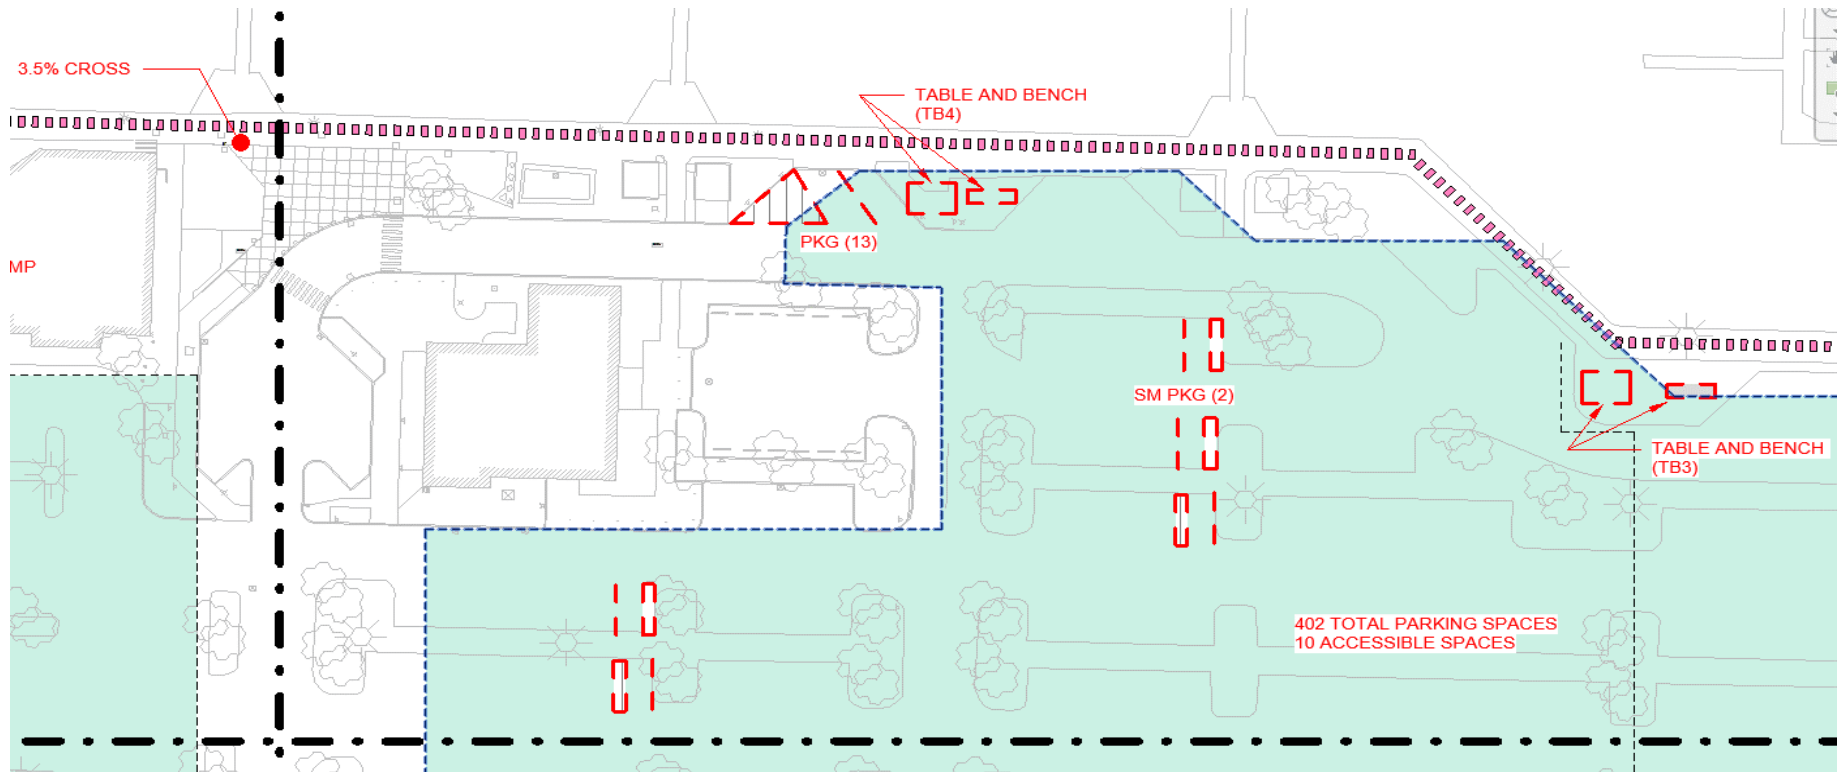 3.5% CROSS
TABLE AND BENCH
(TB4)
PKG (13)
MP
SM PKG (2)
TABLE AND BENCH
(TB3)
402 TOTAL PARKING SPACES
10 ACCESSIBLE SPACES